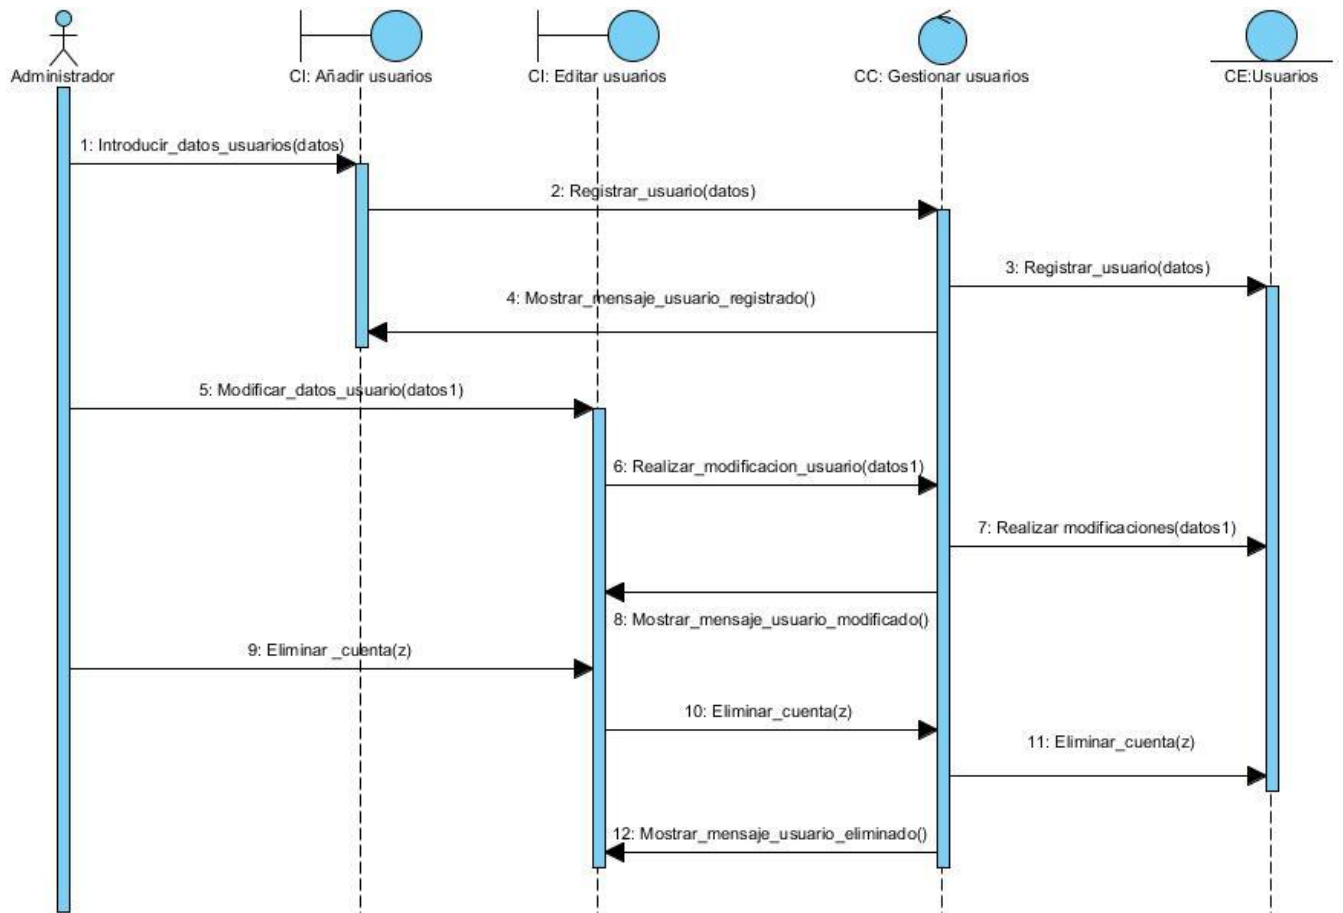 Administrador
CI: Añadir usuarios
CI: Editar usuarios
CC: Gestionar usuarios
CE:Usuarios
1: Introducir_datos_usuarios(datos)
2: Registrar_usuario(datos)
3: Registrar_usuario(datos)
4: Mostrar_mensaje_usuario_registrado()
5: Modificar_datos_usuario(datos1)
6: Realizar_modificacion_usuario(datos1)
7: Realizar modificaciones(datos1)
8: Mostrar_mensaje_usuario_modificado()
9: Eliminar _cuenta(z)
10: Eliminar_cuenta(z)
11: Eliminar_cuenta(z)
12: Mostrar_mensaje_usuario_eliminado()